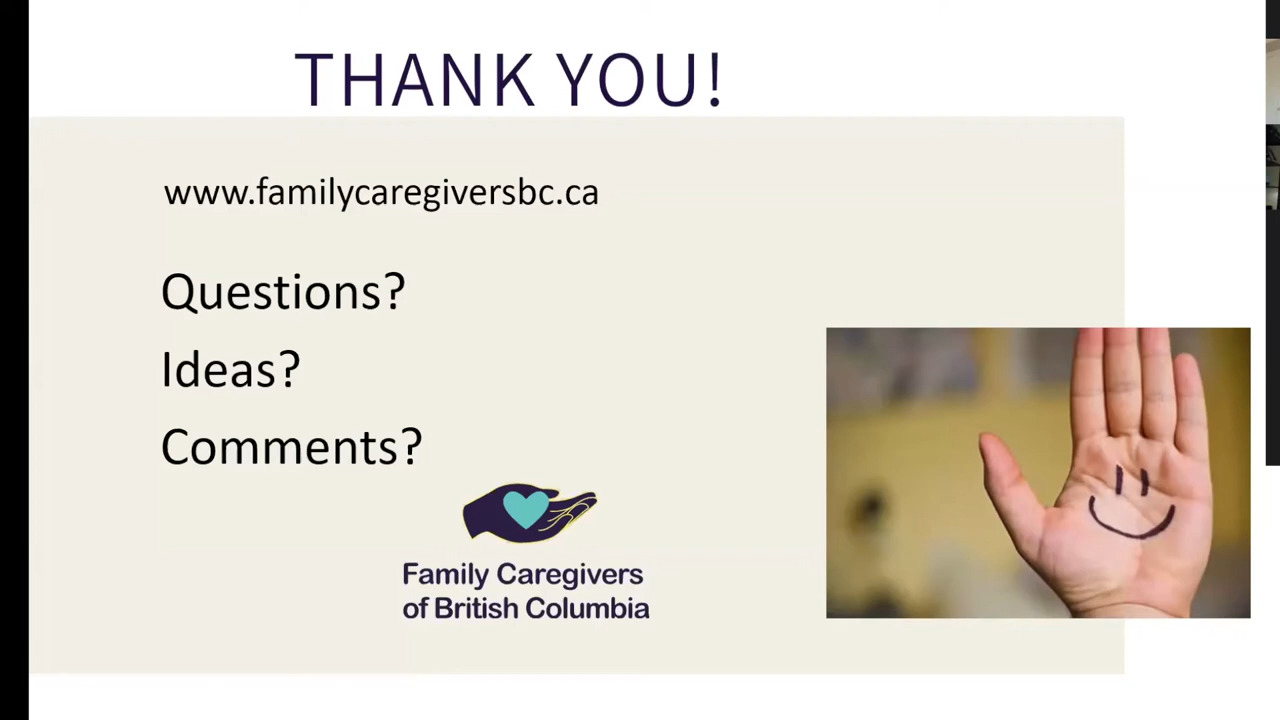 THANK YOU!
www.familycaregiversbc.ca
Questions?
Ideas?
Comments?
Family Caregivers
of British Columbia